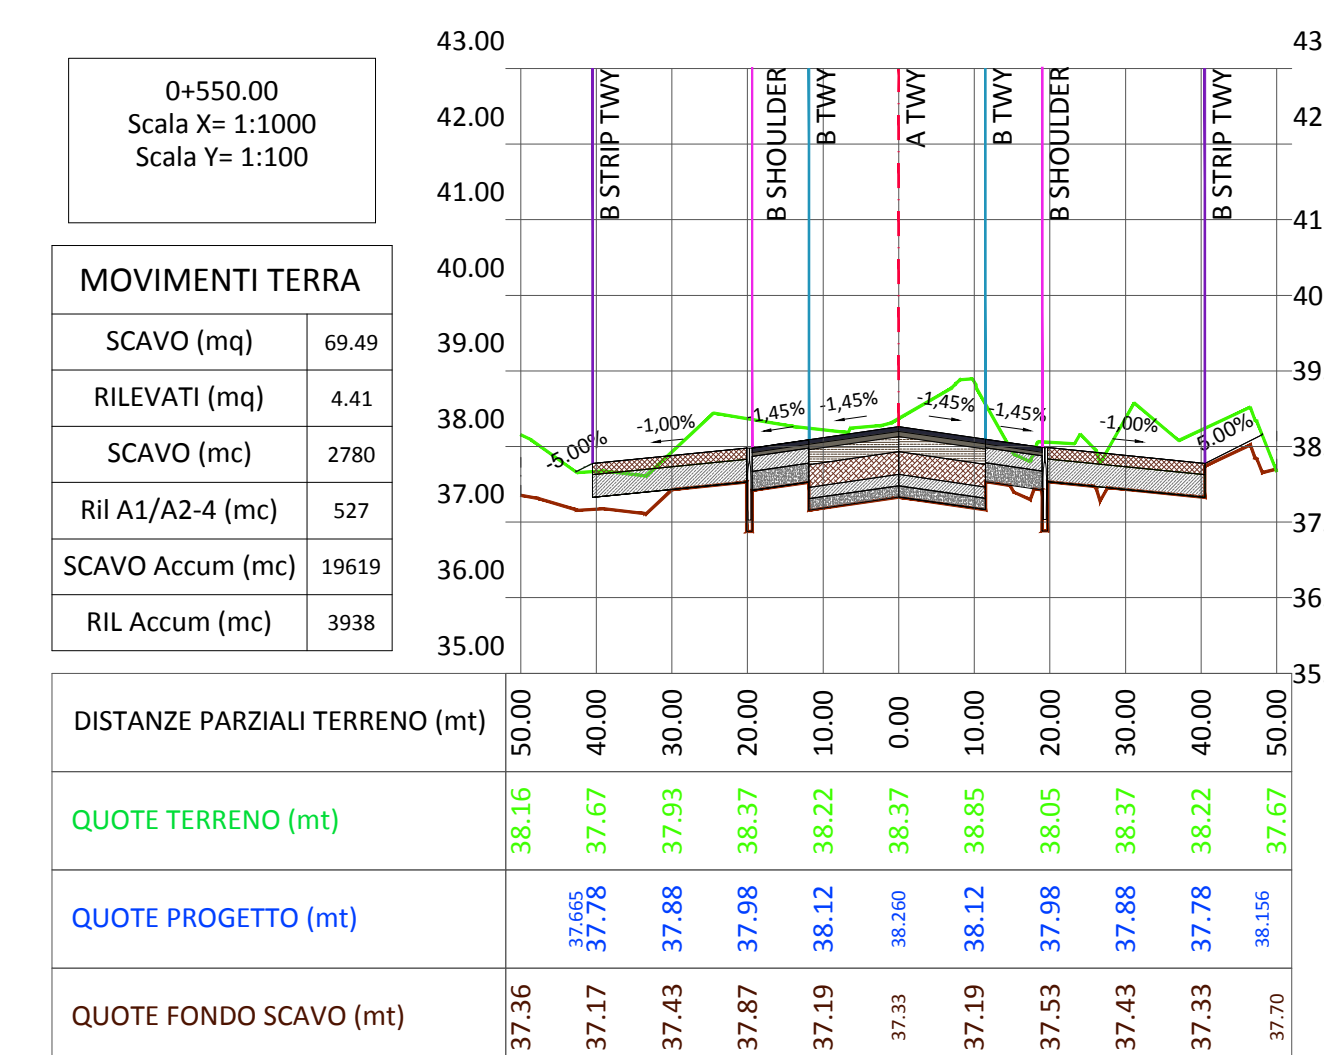 0+550.00
Scala X= 1:1000
Scala Y= 1:100
MOVIMENTI TERRA
SCAVO (mq) 69.49
RILEVATI (mq) 4.41
SCAVO (mc) 2780
Ril A1/A2-4 (mc) 527
SCAVO Accum (mc) 19619
RIL Accum (mc) 3938
43.00
42.00
41.00
40.00
39.00
38.00
37.00
36.00
35.00
B STRIP TWY
B SHOULDER
B TWY
A TWY
B TWY
B SHOULDER
B STRIP TWY
-5.00%
-1,00%
-1,45%
-1,45%
-1,45%
-1,45%
-1,00%
5.00%
43
42
41
40
39
38
37
36
35
DISTANZE PARZIALI TERRENO (mt) 50.00 40.00 30.00 20.00 10.00 0.00 10.00 20.00 30.00 40.00 50.00
QUOTE TERRENO (mt) 38.16 37.67 37.93 38.37 38.22 38.37 38.85 38.05 38.37 38.22 37.67
QUOTE PROGETTO (mt) 37.665 37.78 37.88 37.98 38.12 38.260 38.12 37.98 37.88 37.78 38.156
QUOTE FONDO SCAVO (mt) 37.36 37.17 37.43 37.87 37.19 37.33 37.19 37.53 37.43 37.33 37.70